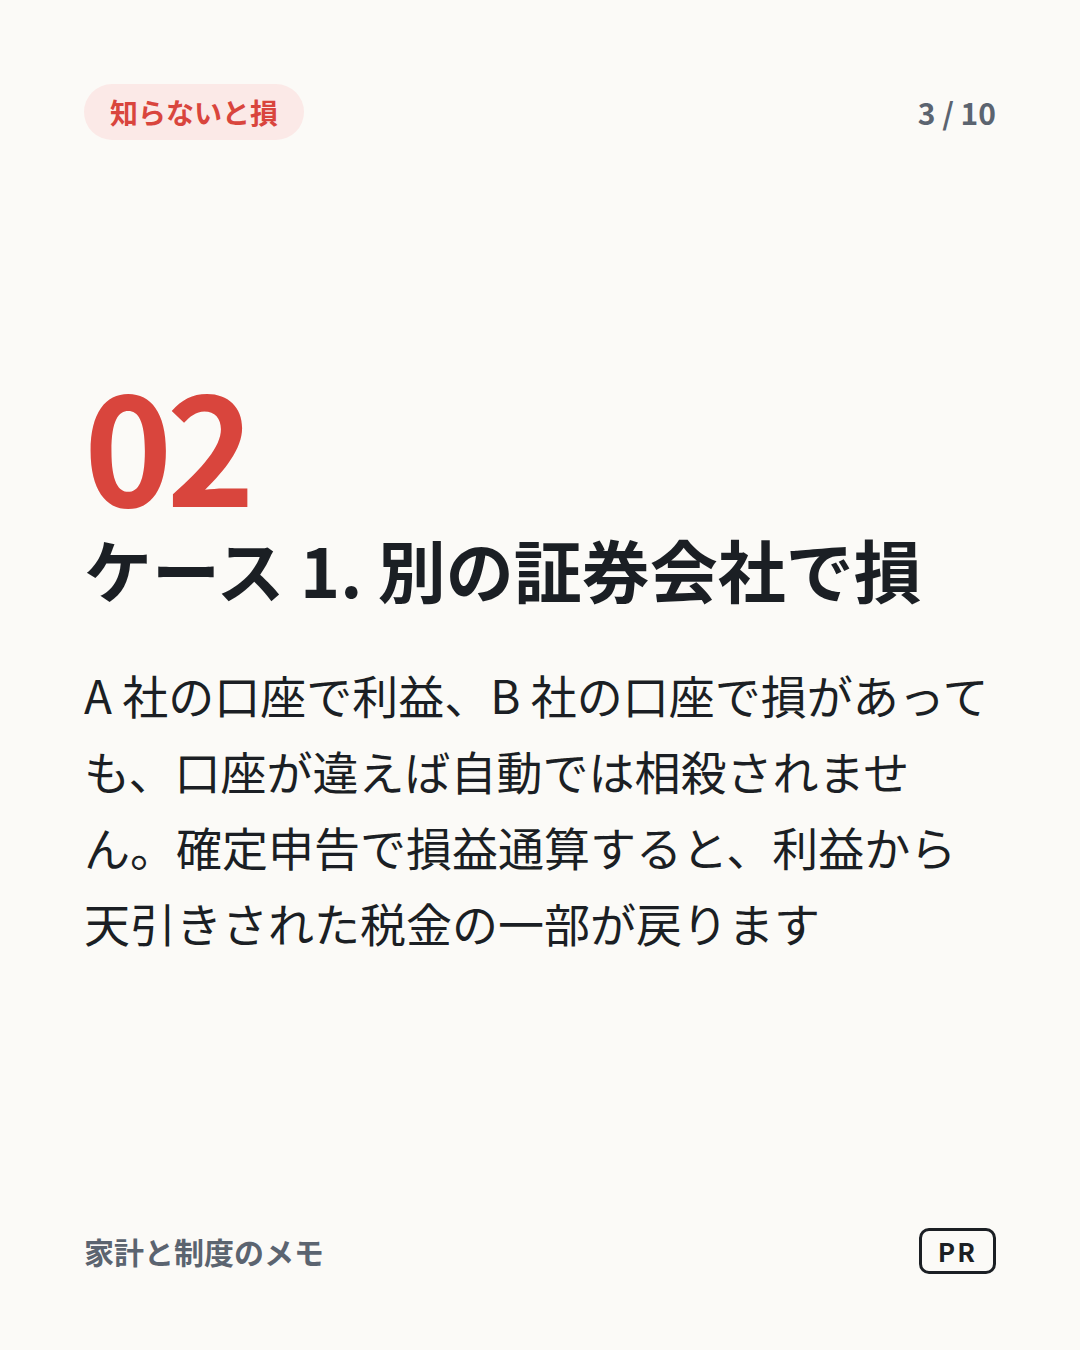 知らないと損
3 / 10
02
ケース 1. 別の証券会社で損
A 社の口座で利益、B 社の口座で損があって
も、口座が違えば自動では相殺されませ
ん。確定申告で損益通算すると、利益から
天引きされた税金の一部が戻ります
家計と制度のメモ
PR